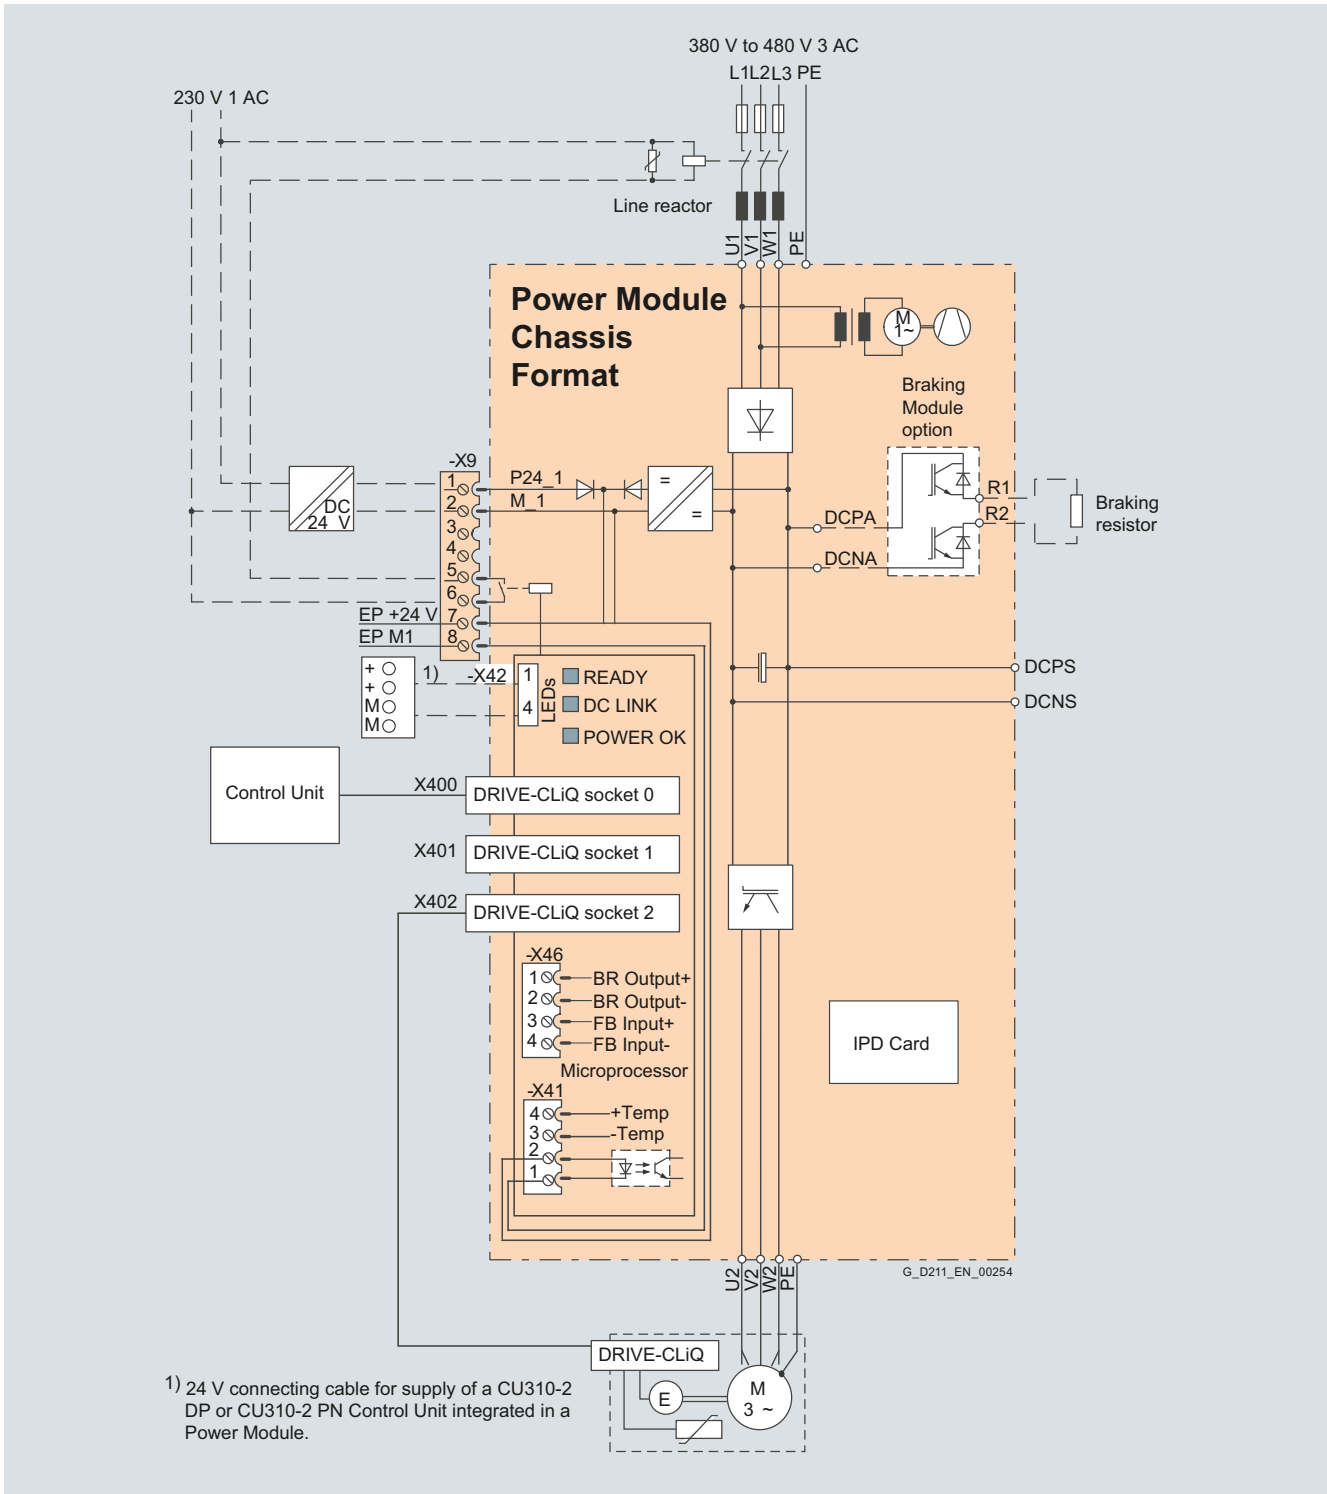 380 V to 480 V 3 AC
L1 L2 L3 PE
230 V 1 AC
Line reactor
U1
V1
W1
PE
Power Module
Chassis
Format
M
1~
Braking
Module
option
-X9
1
2
3
4
5
6
7
8
P24_1
M_1
DC
24 V
=
=
DCPA
DCNA
R1
R2
Braking
resistor
EP +24 V
EP M1
+
+
M
M
1)
-X42
1
4
LEDs
READY
DC LINK
POWER OK
DCPS
DCNS
Control Unit
X400
DRIVE-CLiQ socket 0
X401
DRIVE-CLiQ socket 1
X402
DRIVE-CLiQ socket 2
-X46
1 BR Output+
2 BR Output-
3 FB Input+
4 FB Input-
Microprocessor
IPD Card
-X41
4 +Temp
3 -Temp
2
1
U2
V2
W2
PE
G_D211_EN_00254
DRIVE-CLiQ
E
M
3 ~
1) 24 V connecting cable for supply of a CU310-2
DP or CU310-2 PN Control Unit integrated in a
Power Module.